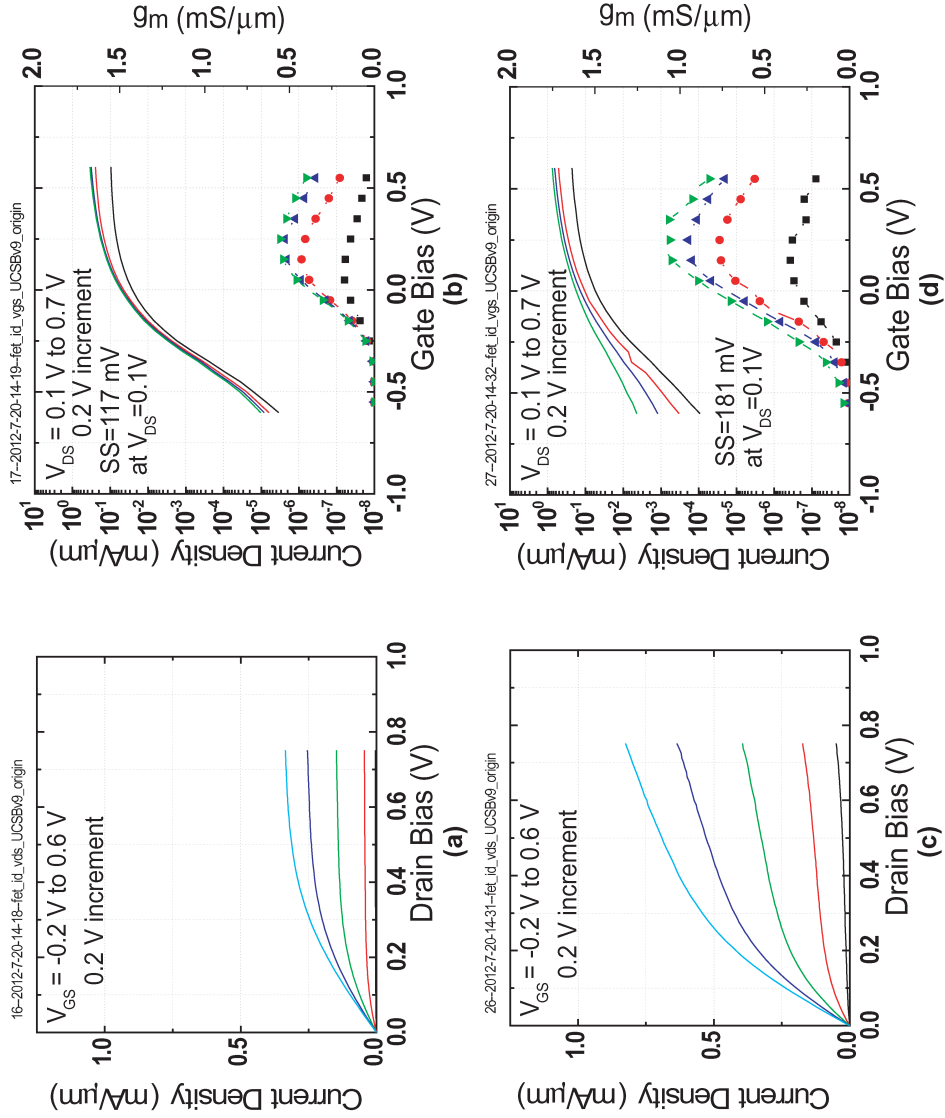 16--2012-7-20-14-18--fet_id_vds_UCSBv9_origin
V_GS = -0.2 V to 0.6 V
0.2 V increment
Current Density (mA/μm)
1.0
0.5
0.0
0.0 0.2 0.4 0.6 0.8 1.0
Drain Bias (V)
(a)
17--2012-7-20-14-19--fet_id_vgs_UCSBv9_origin
V_DS = 0.1 V to 0.7 V
0.2 V increment
SS=117 mV
at V_DS=0.1V
Current Density (mA/μm)
10^1
10^0
10^-1
10^-2
10^-3
10^-4
10^-5
10^-6
10^-7
10^-8
g_m (mS/μm)
2.0
1.5
1.0
0.5
0.0
-1.0 -0.5 0.0 0.5 1.0
Gate Bias (V)
(b)
26--2012-7-20-14-31--fet_id_vds_UCSBv9_origin
V_GS = -0.2 V to 0.6 V
0.2 V increment
Current Density (mA/μm)
1.0
0.5
0.0
0.0 0.2 0.4 0.6 0.8 1.0
Drain Bias (V)
(c)
27--2012-7-20-14-32--fet_id_vgs_UCSBv9_origin
V_DS = 0.1 V to 0.7 V
0.2 V increment
SS=181 mV
at V_DS=0.1V
Current Density (mA/μm)
10^1
10^0
10^-1
10^-2
10^-3
10^-4
10^-5
10^-6
10^-7
10^-8
g_m (mS/μm)
2.0
1.5
1.0
0.5
0.0
-1.0 -0.5 0.0 0.5 1.0
Gate Bias (V)
(d)